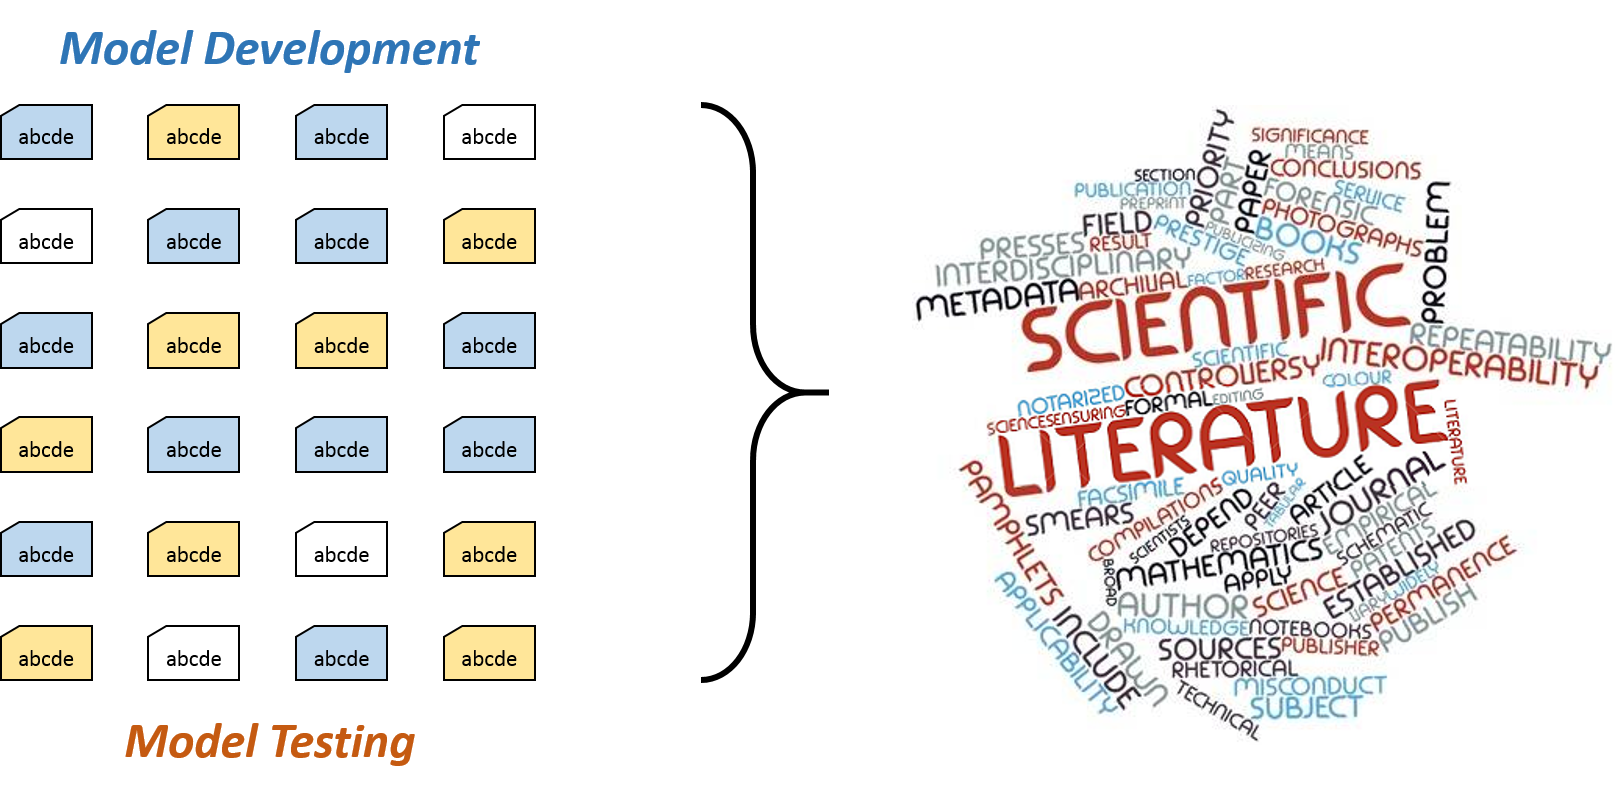 Model Development
abcde abcde abcde abcde
abcde abcde abcde abcde
abcde abcde abcde abcde
abcde abcde abcde abcde
abcde abcde abcde abcde
abcde abcde abcde abcde
Model Testing
PRIORITY
SIGNIFICANCE
MEANS
CONCLUSIONS
SECTION
PART
PAPER
PUBLICATION
PREPRINT
FORENSIC
SERVICE
FIELD
PRESTIGE
PUBLICIZING
PHOTOGRAPHS
BOOKS
PROBLEM
PRESSES
RESULT
INTERDISCIPLINARY
METADATA
ARCHIVAL
FACTOR
RESEARCH
SCIENTIFIC
REPEATABILITY
SCIENTIFIC
INTEROPERABILITY
CONTROVERSY
COLOUR
NOTARIZED
FORMAL
EDITING
SCIENCES
ENSURING
LITERATURE
LITERATURE
PAMPHLETS
FACSIMILE
QUALITY
SMEARS
COMPILATIONS
SCIENTISTS
DEPEND
PEER
TABULAR
ARTICLE
JOURNAL
REPOSITORIES
EMPIRICAL
SCHEMATIC
BROAD
MATHEMATICS
PATENTS
APPLY
ESTABLISHED
APPLICABILITY
AUTHOR
SCIENCE
VARY
WIDELY
PERMANENCE
KNOWLEDGE
NOTEBOOKS
PUBLISH
INCLUDE
DRAWN
SOURCES
PUBLISHER
RHETORICAL
MISCONDUCT
TECHNICAL
SUBJECT